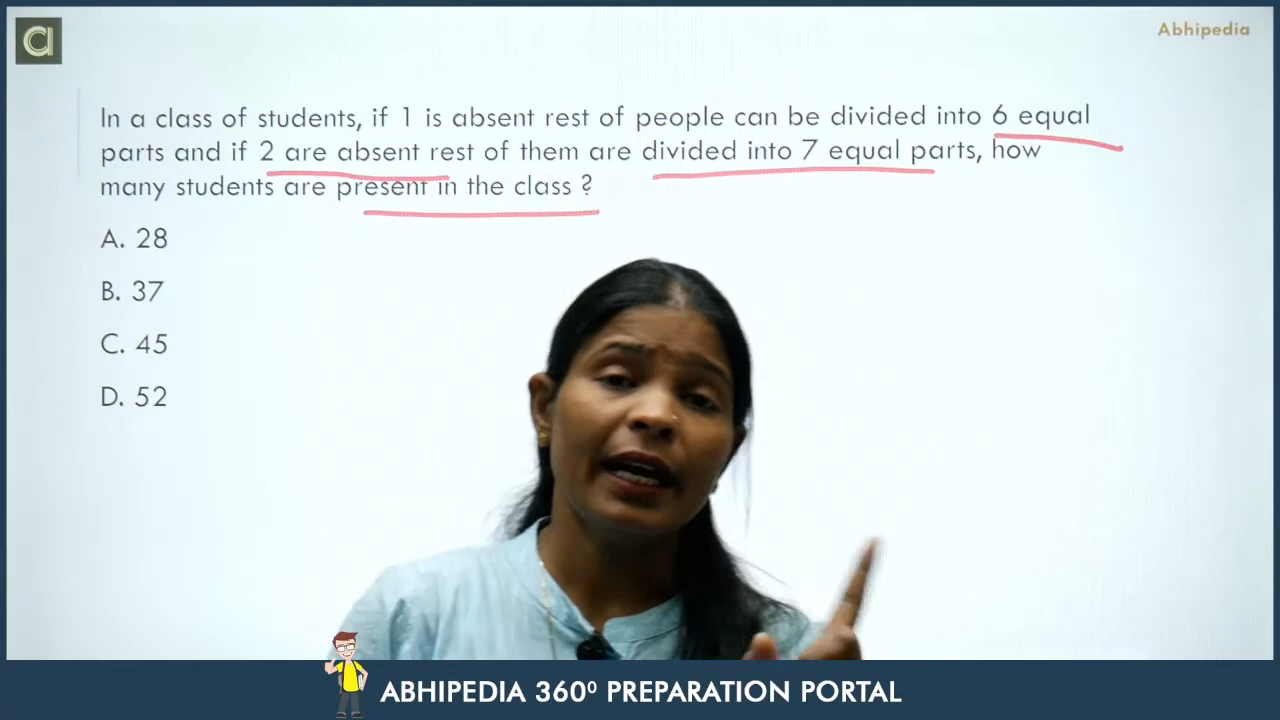 Abhipedia
In a class of students, if 1 is absent rest of people can be divided into 6 equal
parts and if 2 are absent rest of them are divided into 7 equal parts, how
many students are present in the class ?
A. 28
B. 37
C. 45
D. 52
ABHIPEDIA 360⁰ PREPARATION PORTAL